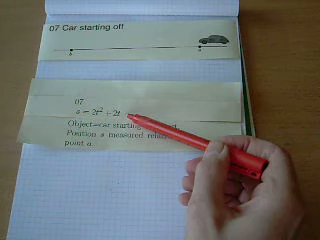 07 Car starting off
07
s = 2t² + 2t
Object=car starting
Position s measured rela
point a.